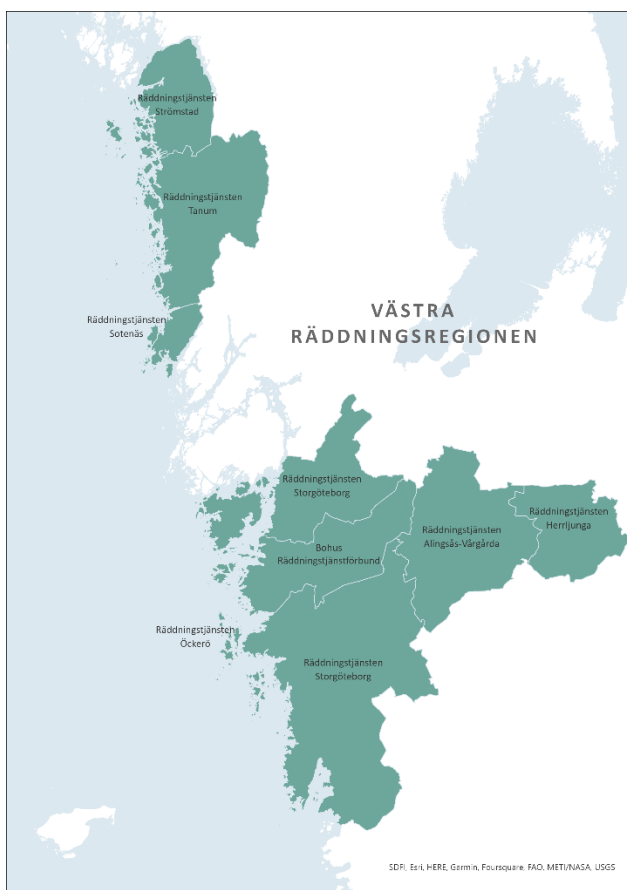 Räddningstjänsten
Strömstad
Räddningstjänsten
Tanum
Räddningstjänsten
Sotenäs
VÄSTRA
RÄDDNINGSREGIONEN
Räddningstjänsten
Storgöteborg
Räddningstjänsten
Herrljunga
Räddningstjänsten
Alingsås-Vårgårda
Bohus
Räddningstjänstförbund
Räddningstjänsten
Öckerö
Räddningstjänsten
Storgöteborg
SDFI, Esri, HERE, Garmin, Foursquare, FAO, METI/NASA, USGS